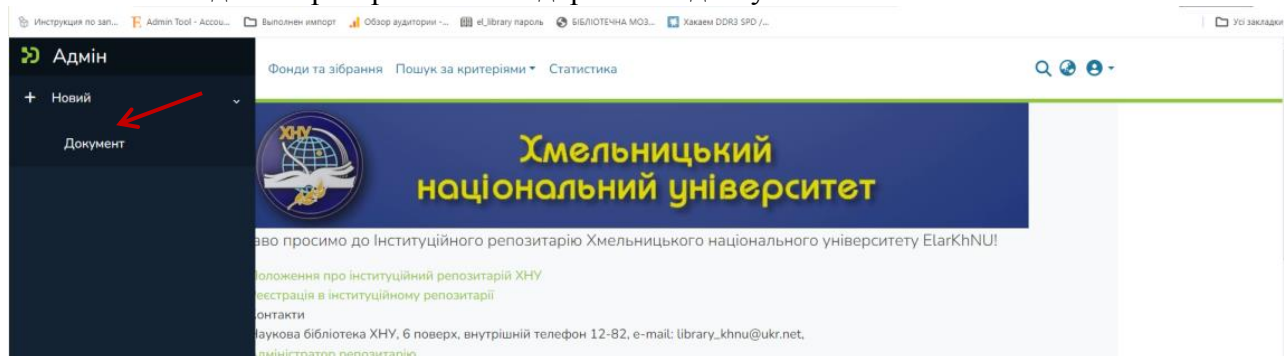 Инструкция по зап... Admin Tool - Accou... Выполнен импорт Обзор аудитории -... el_library пароль БІБЛІОТЕЧНА МОЗ... Хакаем DDR3 SPD /... Усі закладки
Адмін
Фонди та зібрання Пошук за критеріями Статистика
+ Новий
Документ
ХНУ
Хмельницький
національний університет
аво просимо до Інституційного репозитарію Хмельницького національного університету ElarKhNU!
оложення про інституційний репозитарій ХНУ
еєстрація в інституційному репозитарії
онтакти
аукова бібліотека ХНУ, 6 поверх, внутрішній телефон 12-82, e-mail: library_khnu@ukr.net,
дміністратор репозитарію